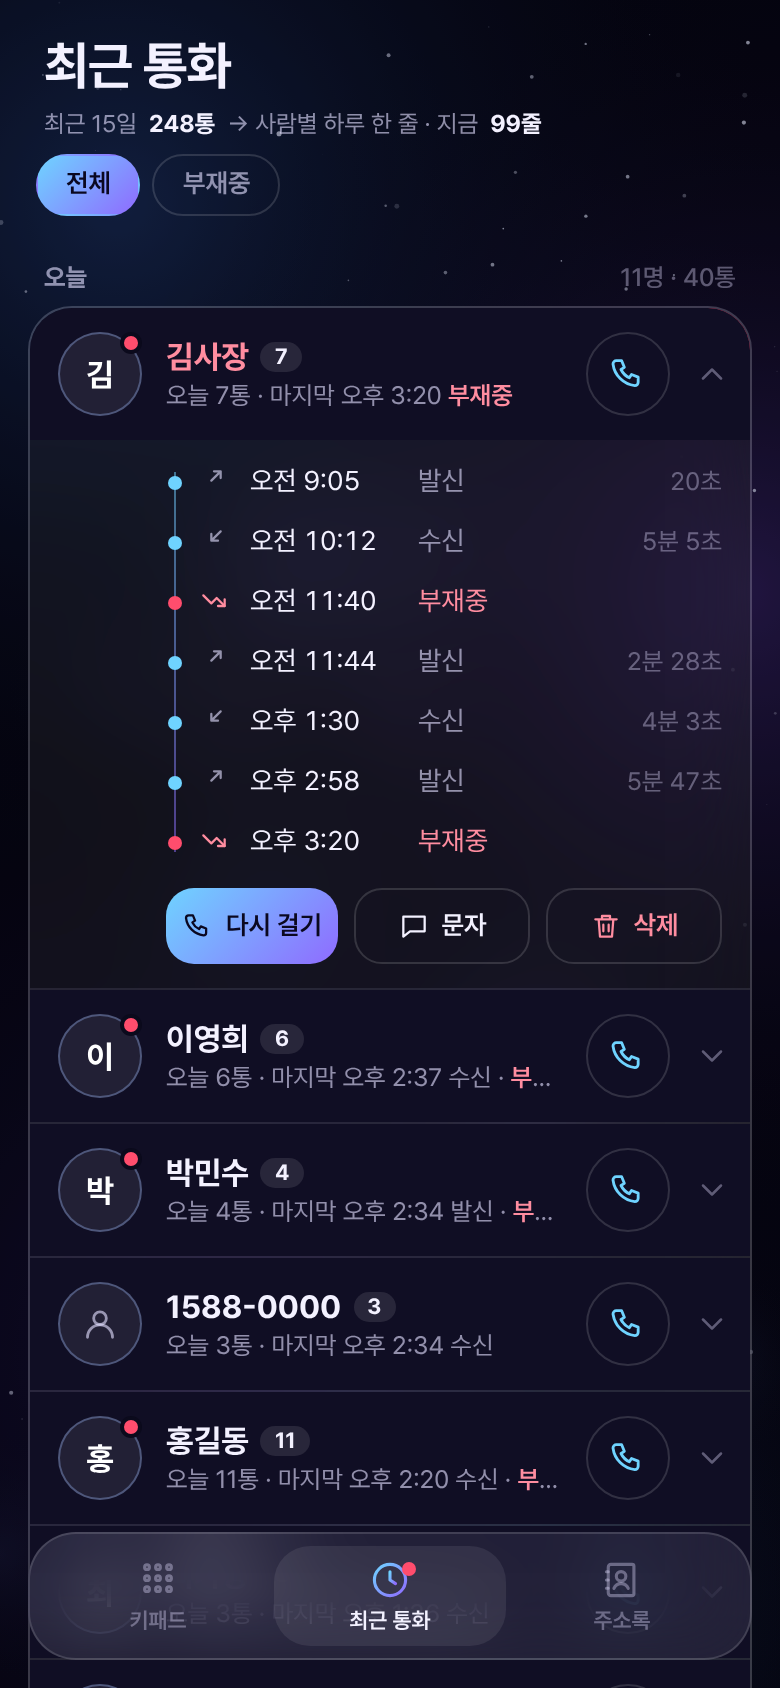 최근 통화
최근 15일 248통 → 사람별 하루 한 줄 · 지금 99줄
전체 부재중
오늘 11명 · 40통
김 김사장 7
오늘 7통 · 마지막 오후 3:20 부재중
오전 9:05 발신 20초
오전 10:12 수신 5분 5초
오전 11:40 부재중
오전 11:44 발신 2분 28초
오후 1:30 수신 4분 3초
오후 2:58 발신 5분 47초
오후 3:20 부재중
다시 걸기 문자 삭제
이 이영희 6
오늘 6통 · 마지막 오후 2:37 수신 · 부...
박 박민수 4
오늘 4통 · 마지막 오후 2:34 발신 · 부...
1588-0000 3
오늘 3통 · 마지막 오후 2:34 수신
홍 홍길동 11
오늘 11통 · 마지막 오후 2:20 수신 · 부...
키패드 최근 통화 주소록